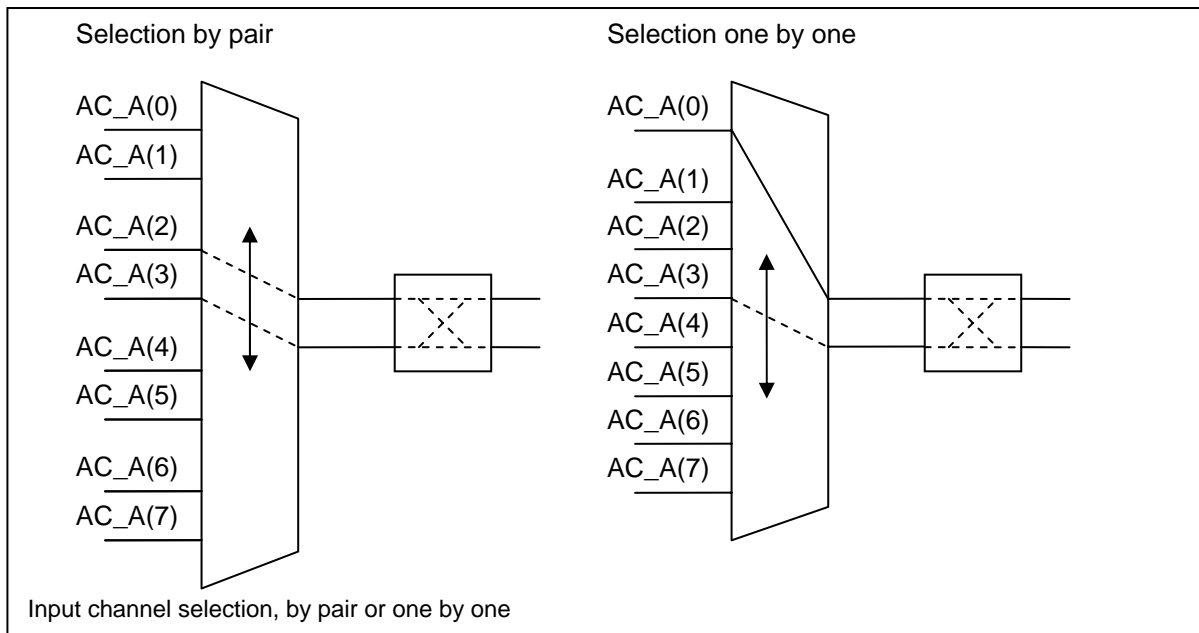 Selection by pair
AC_A(0)
AC_A(1)
AC_A(2)
AC_A(3)
AC_A(4)
AC_A(5)
AC_A(6)
AC_A(7)
Selection one by one
AC_A(0)
AC_A(1)
AC_A(2)
AC_A(3)
AC_A(4)
AC_A(5)
AC_A(6)
AC_A(7)
Input channel selection, by pair or one by one